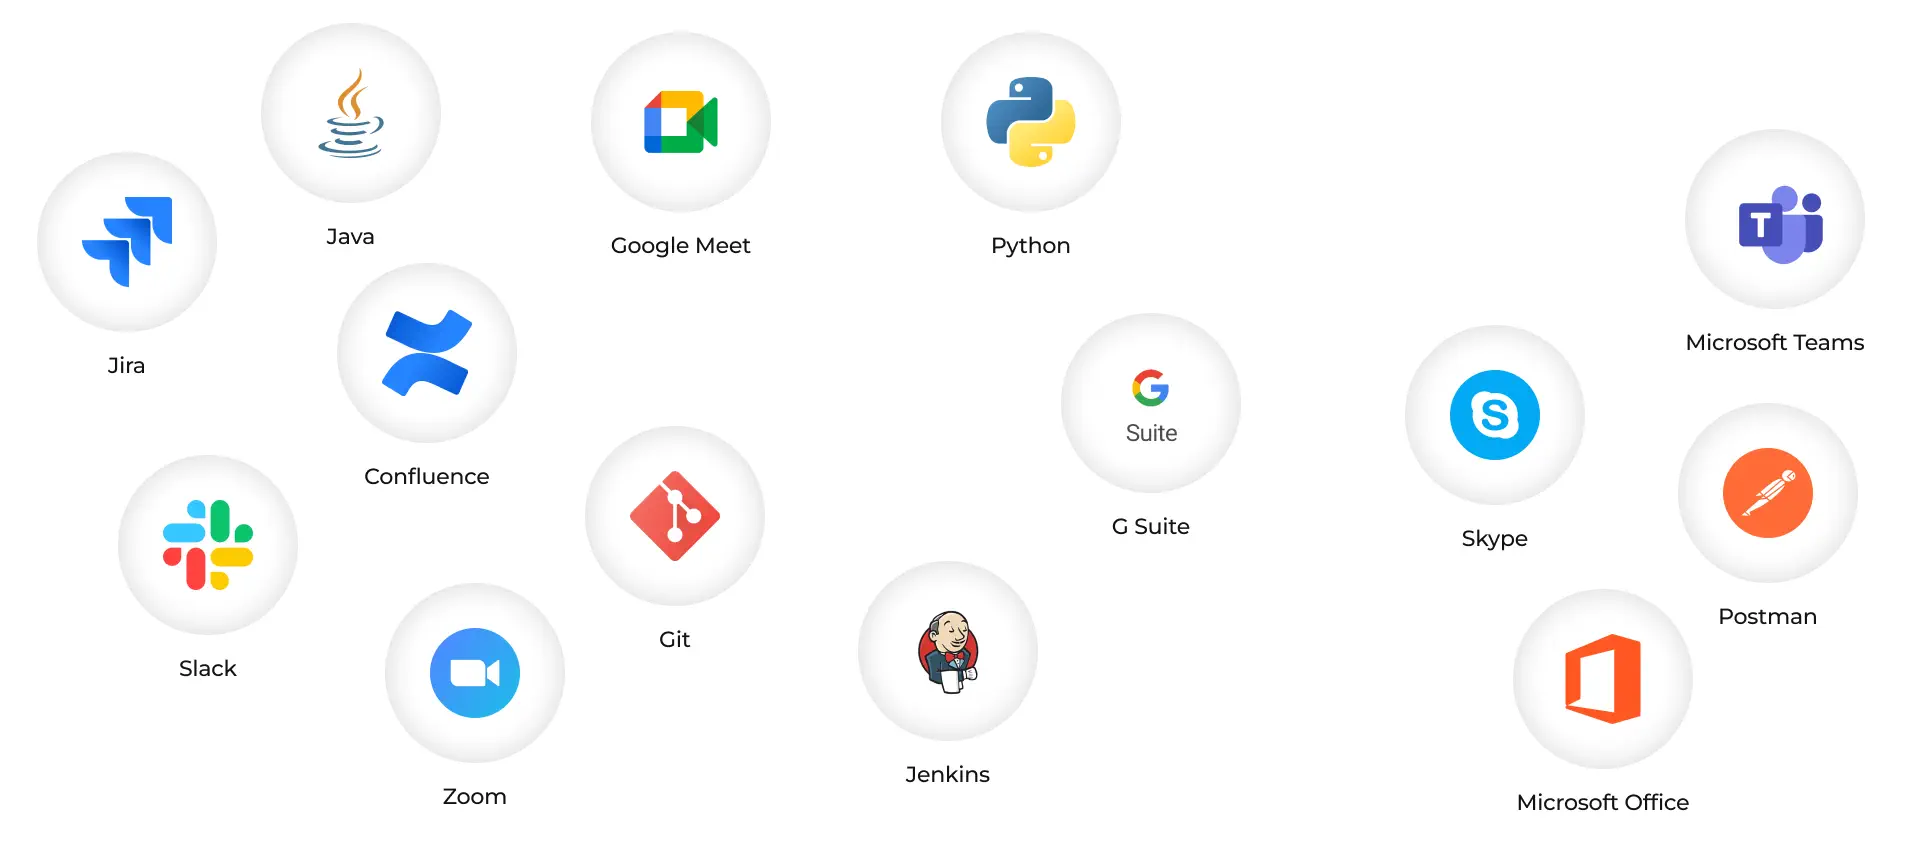 Java
Google Meet
Python
T
Microsoft Teams
Jira
Confluence
G
Suite
G Suite
S
Skype
Slack
Git
Postman
Zoom
Jenkins
Microsoft Office